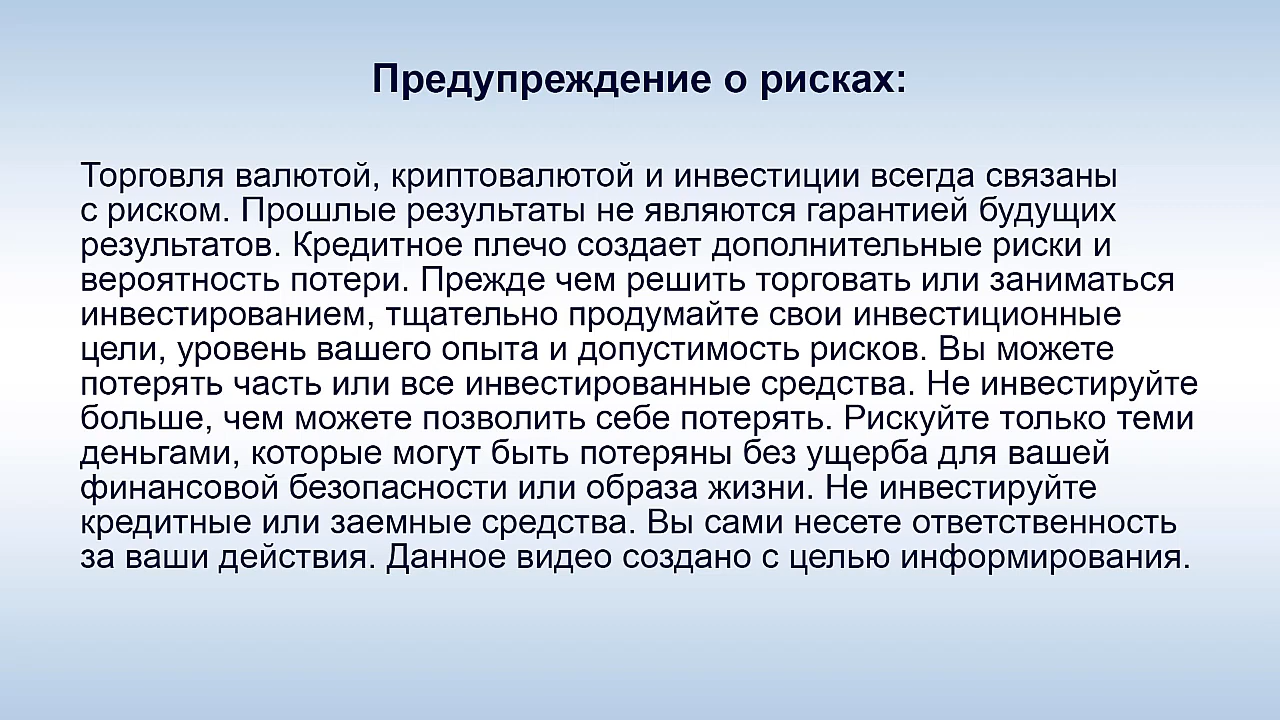 Предупреждение о рисках:
Торговля валютой, криптовалютой и инвестиции всегда связаны
с риском. Прошлые результаты не являются гарантией будущих
результатов. Кредитное плечо создает дополнительные риски и
вероятность потери. Прежде чем решить торговать или заниматься
инвестированием, тщательно продумайте свои инвестиционные
цели, уровень вашего опыта и допустимость рисков. Вы можете
потерять часть или все инвестированные средства. Не инвестируйте
больше, чем можете позволить себе потерять. Рискуйте только теми
деньгами, которые могут быть потеряны без ущерба для вашей
финансовой безопасности или образа жизни. Не инвестируйте
кредитные или заемные средства. Вы сами несете ответственность
за ваши действия. Данное видео создано с целью информирования.